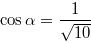 cos α = 1/√10